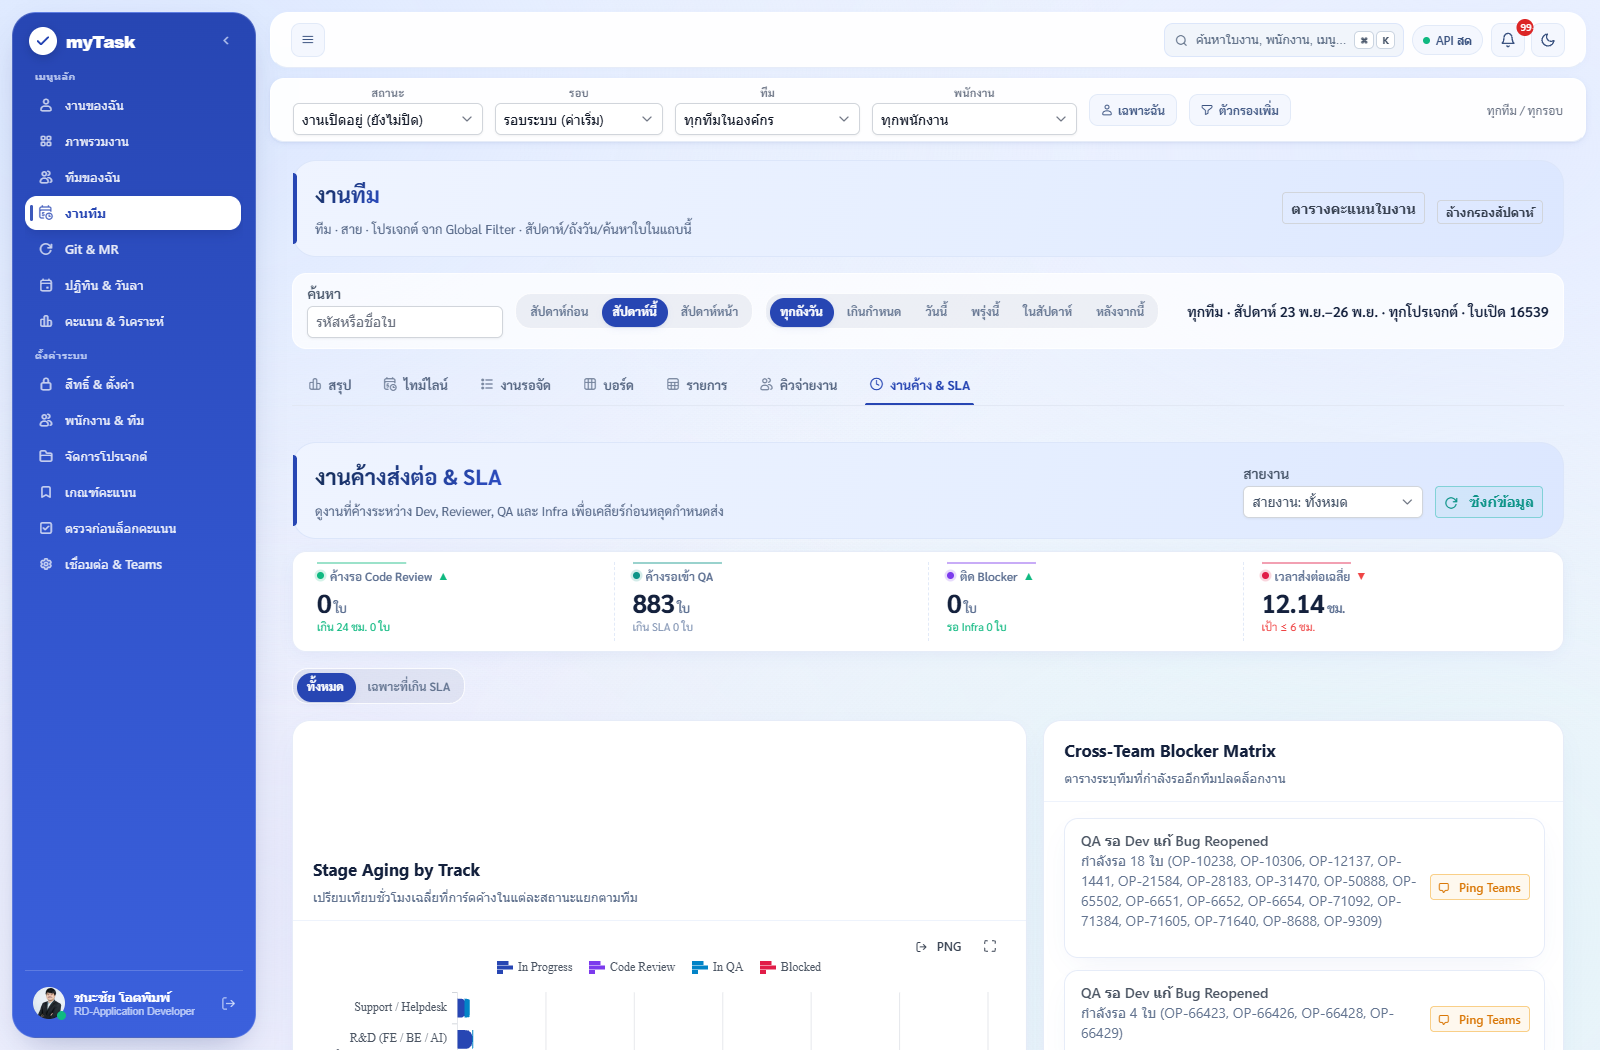 myTask
เมนูหลัก
งานของฉัน
ภาพรวมงาน
ทีมของฉัน
งานทีม
Git & MR
ปฏิทิน & วันลา
คะแนน & วิเคราะห์
ตั้งค่าระบบ
สิทธิ์ & ตั้งค่า
พนักงาน & ทีม
จัดการโปรเจกต์
เกณฑ์คะแนน
ตรวจก่อนล็อกคะแนน
เชื่อมต่อ & Teams
ชนะชัย โอดพิมพ์
RD-Application Developer
ค้นหาใบงาน, พนักงาน, เมนู... ⌘ K
API สด
99
สถานะ
งานเปิดอยู่ (ยังไม่ปิด)
รอบ
รอบระบบ (ค่าเริ่ม)
ทีม
ทุกทีมในองค์กร
พนักงาน
ทุกพนักงาน
เฉพาะฉัน
ตัวกรองเพิ่ม
ทุกทีม / ทุกรอบ
งานทีม
ทีม · สาย · โปรเจกต์ จาก Global Filter · สัปดาห์/ถังวัน/ค้นหาใบในแถบนี้
ตารางคะแนนใบงาน
ล้างกรองสัปดาห์
ค้นหา
รหัสหรือชื่อใบ
สัปดาห์ก่อน สัปดาห์นี้ สัปดาห์หน้า
ทุกถังวัน เกินกำหนด วันนี้ พรุ่งนี้ ในสัปดาห์ หลังจากนี้
ทุกทีม · สัปดาห์ 23 พ.ย.–26 พ.ย. · ทุกโปรเจกต์ · ใบเปิด 16539
สรุป ไทม์ไลน์ งานรอจัด บอร์ด รายการ คิวจ่ายงาน งานค้าง & SLA
งานค้างส่งต่อ & SLA
ดูงานที่ค้างระหว่าง Dev, Reviewer, QA และ Infra เพื่อเคลียร์ก่อนหลุดกำหนดส่ง
สายงาน
สายงาน: ทั้งหมด
ซิงก์ข้อมูล
ค้างรอ Code Review ▲
0 ใบ
เกิน 24 ชม. 0 ใบ
ค้างรอเข้า QA
883 ใบ
เกิน SLA 0 ใบ
ติด Blocker ▲
0 ใบ
รอ Infra 0 ใบ
เวลาส่งต่อเฉลี่ย ▼
12.14 ชม.
เป้า ≤ 6 ชม.
ทั้งหมด เฉพาะที่เกิน SLA
Stage Aging by Track
เปรียบเทียบชั่วโมงเฉลี่ยที่การ์ดค้างในแต่ละสถานะแยกตามทีม
PNG
In Progress Code Review In QA Blocked
Support / Helpdesk
R&D (FE / BE / AI)
Cross-Team Blocker Matrix
ตารางระบุทีมที่กำลังรออีกทีมปลดล็อกงาน
QA รอ Dev แก้ Bug Reopened
กำลังรอ 18 ใบ (OP-10238, OP-10306, OP-12137, OP-
1441, OP-21584, OP-28183, OP-31470, OP-50888, OP-
65502, OP-6651, OP-6652, OP-6654, OP-71092, OP-
71384, OP-71605, OP-71640, OP-8688, OP-9309)
Ping Teams
QA รอ Dev แก้ Bug Reopened
กำลังรอ 4 ใบ (OP-66423, OP-66426, OP-66428, OP-
66429)
Ping Teams